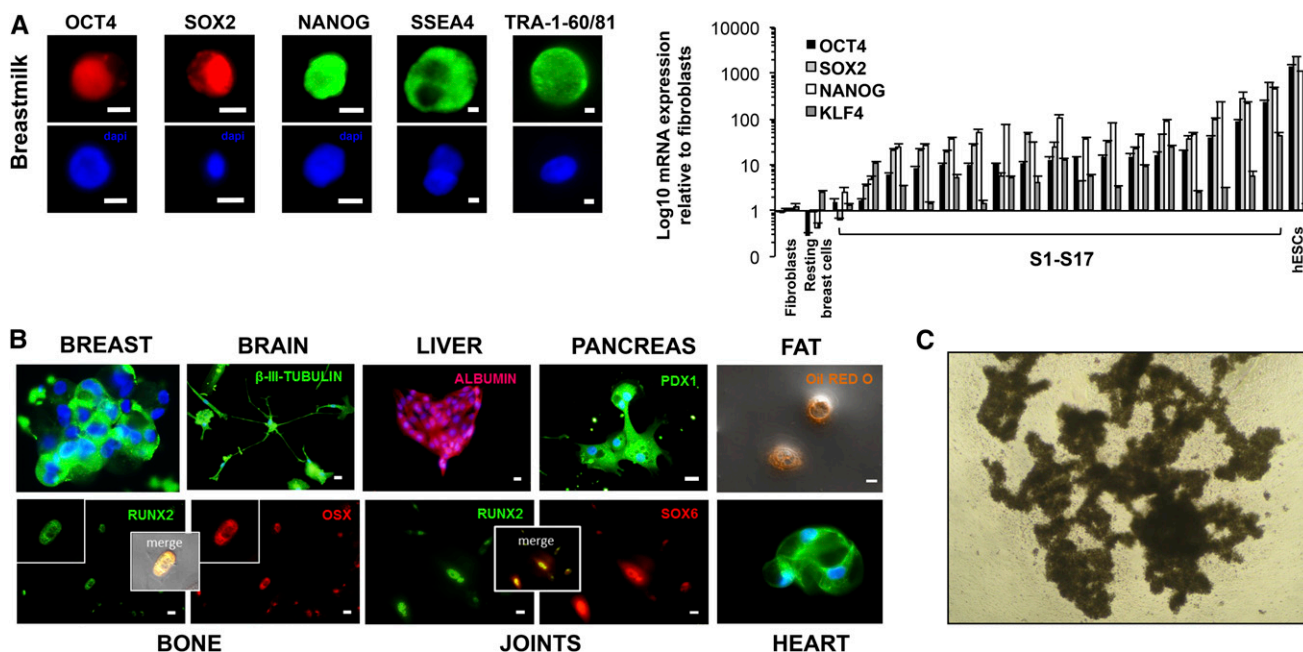 A
OCT4 SOX2 NANOG SSEA4 TRA-1-60/81
Breastmilk
dapi dapi dapi
Log10 mRNA expression
relative to fibroblasts
10000
1000
100
10
1
0
OCT4
SOX2
NANOG
KLF4
Fibroblasts
Resting
breast cells
S1-S17
hESCs
B
BREAST BRAIN LIVER PANCREAS FAT
β-III-TUBULIN ALBUMIN PDX1 Oil RED O
RUNX2 OSX RUNX2 SOX6
merge merge
BONE JOINTS HEART
C